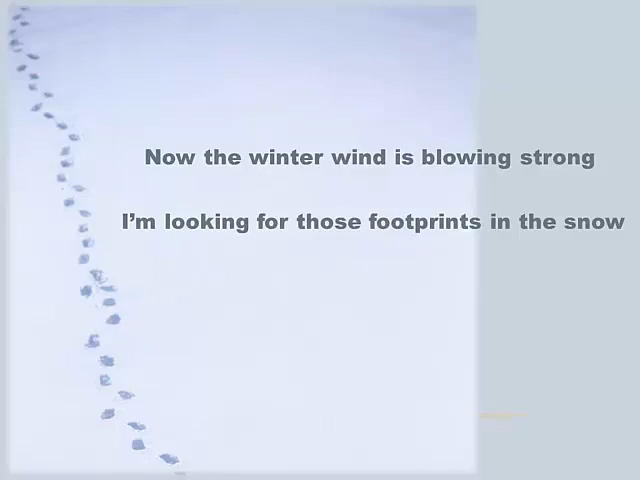 Now the winter wind is blowing strong
I'm looking for those footprints in the snow